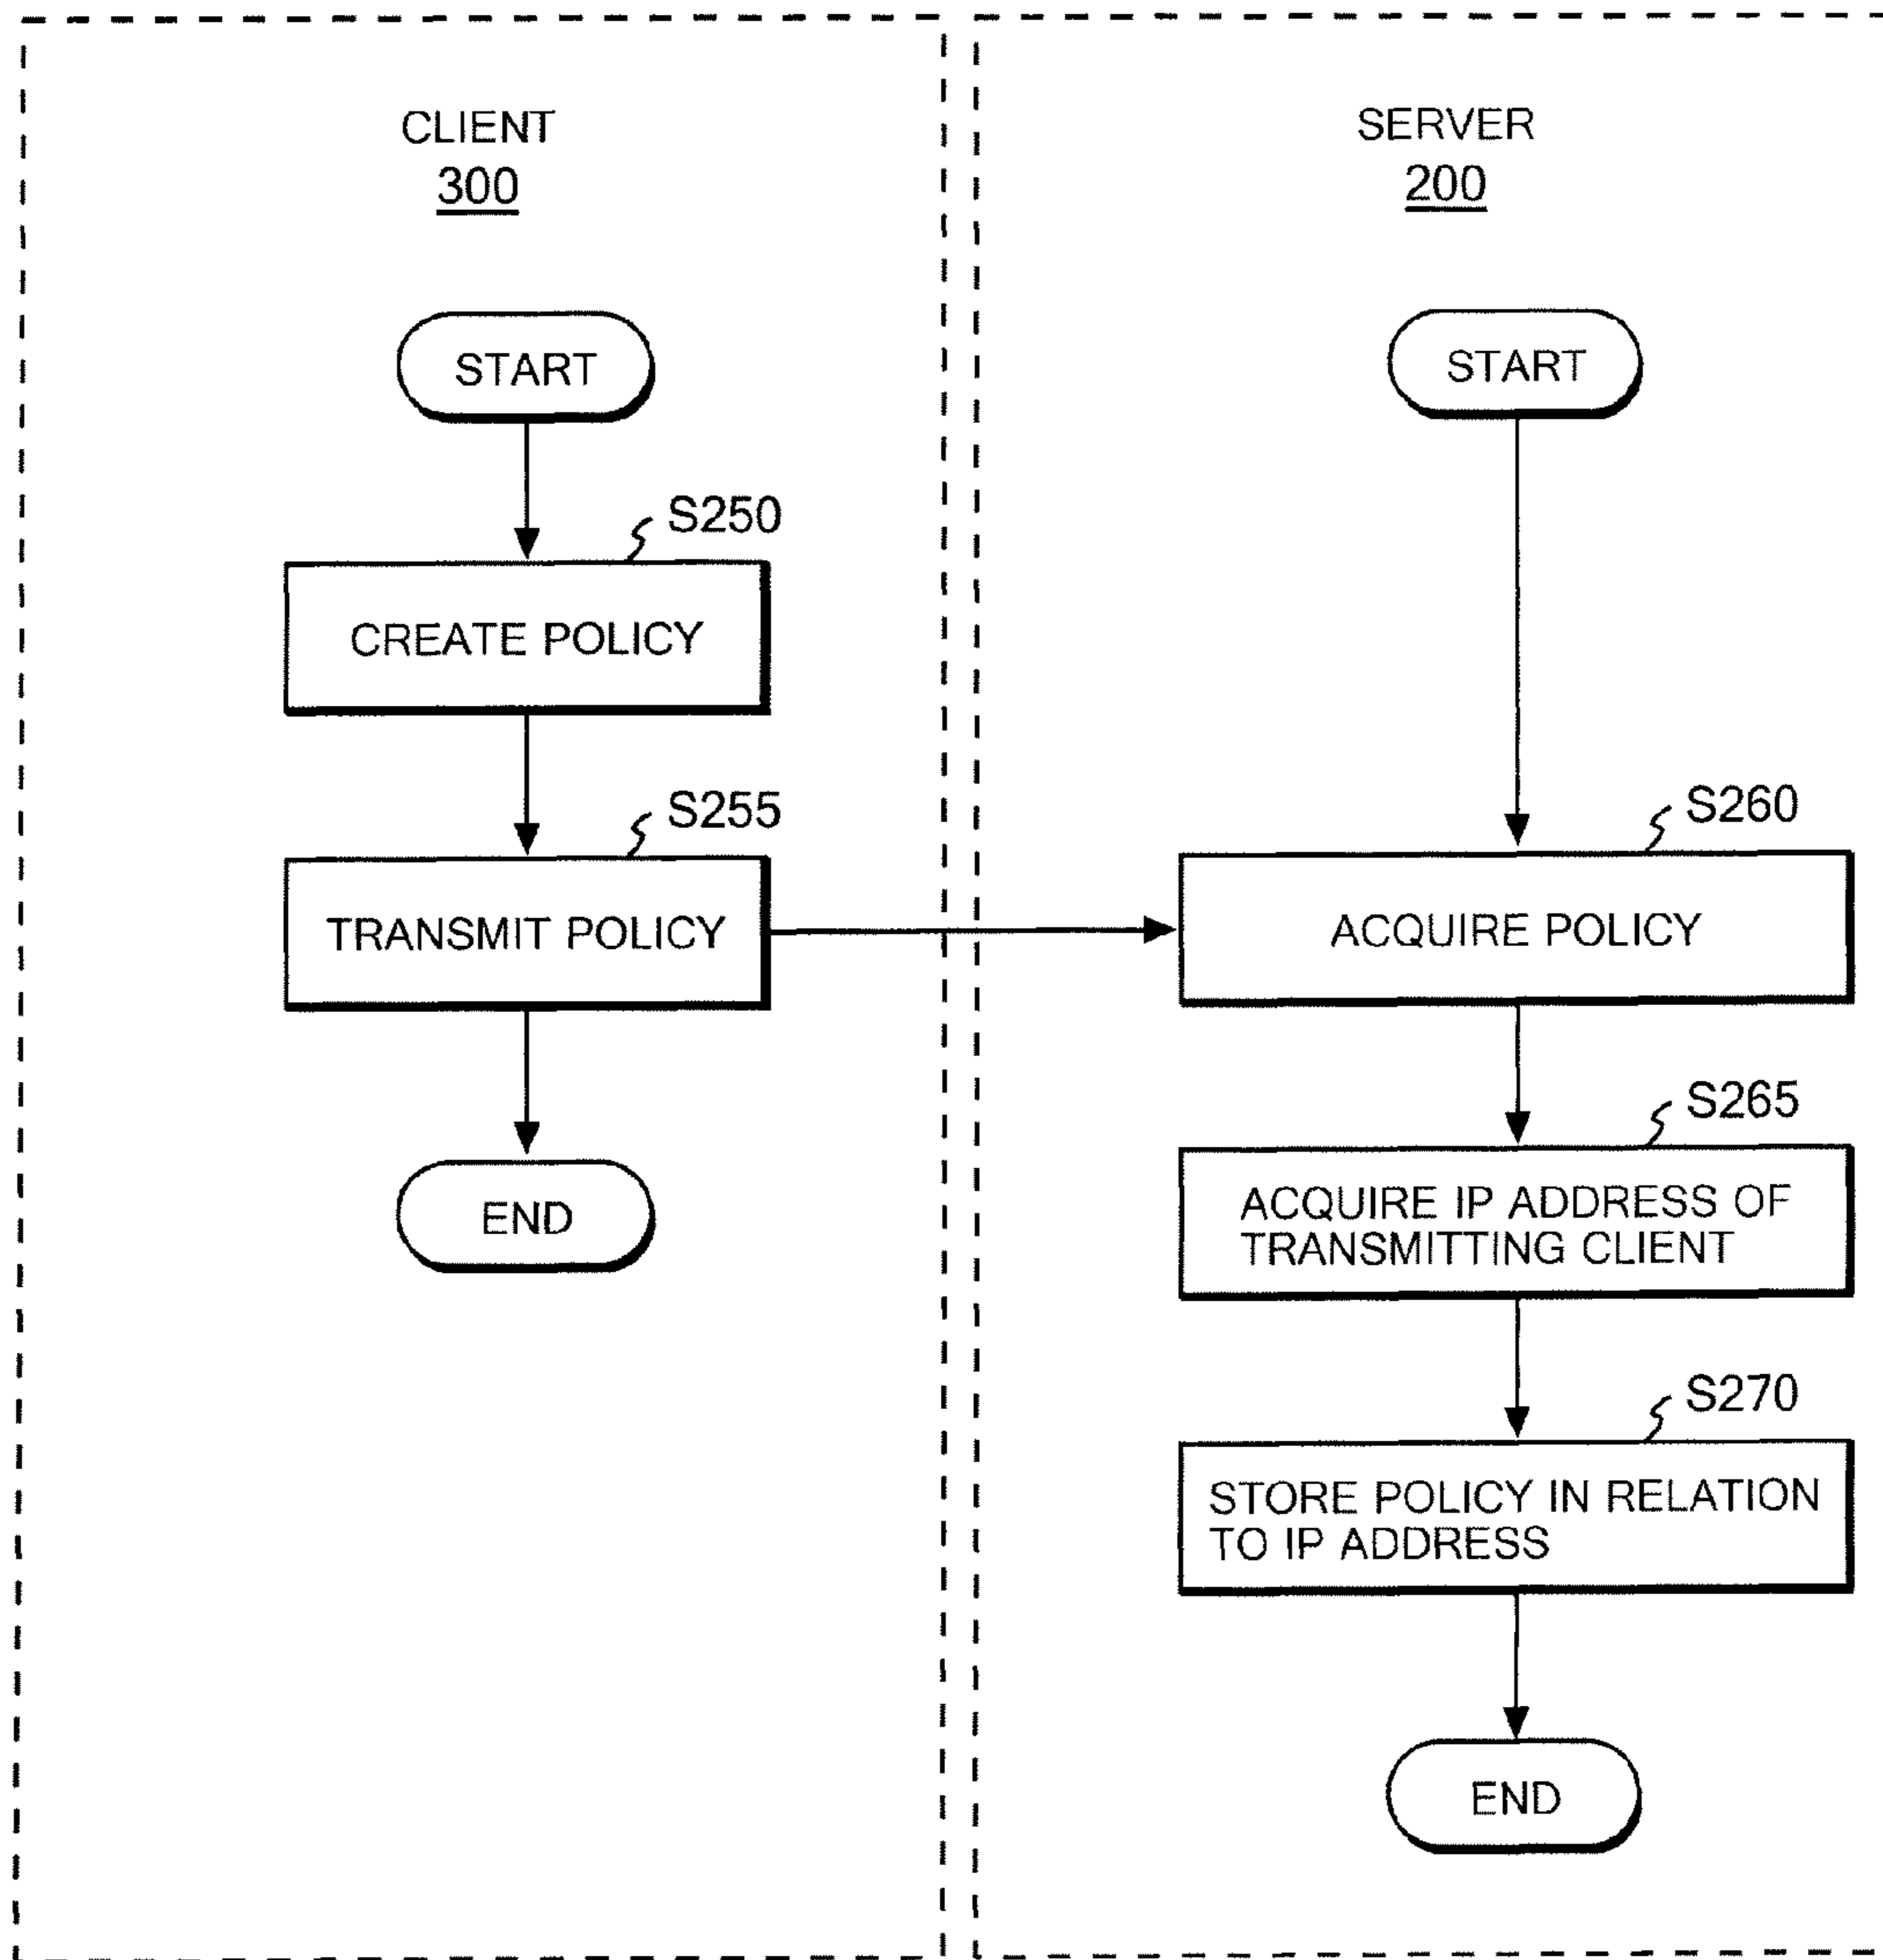 CLIENT
300
START
S250
CREATE POLICY
S255
TRANSMIT POLICY
END
SERVER
200
START
S260
ACQUIRE POLICY
S265
ACQUIRE IP ADDRESS OF
TRANSMITTING CLIENT
S270
STORE POLICY IN RELATION
TO IP ADDRESS
END